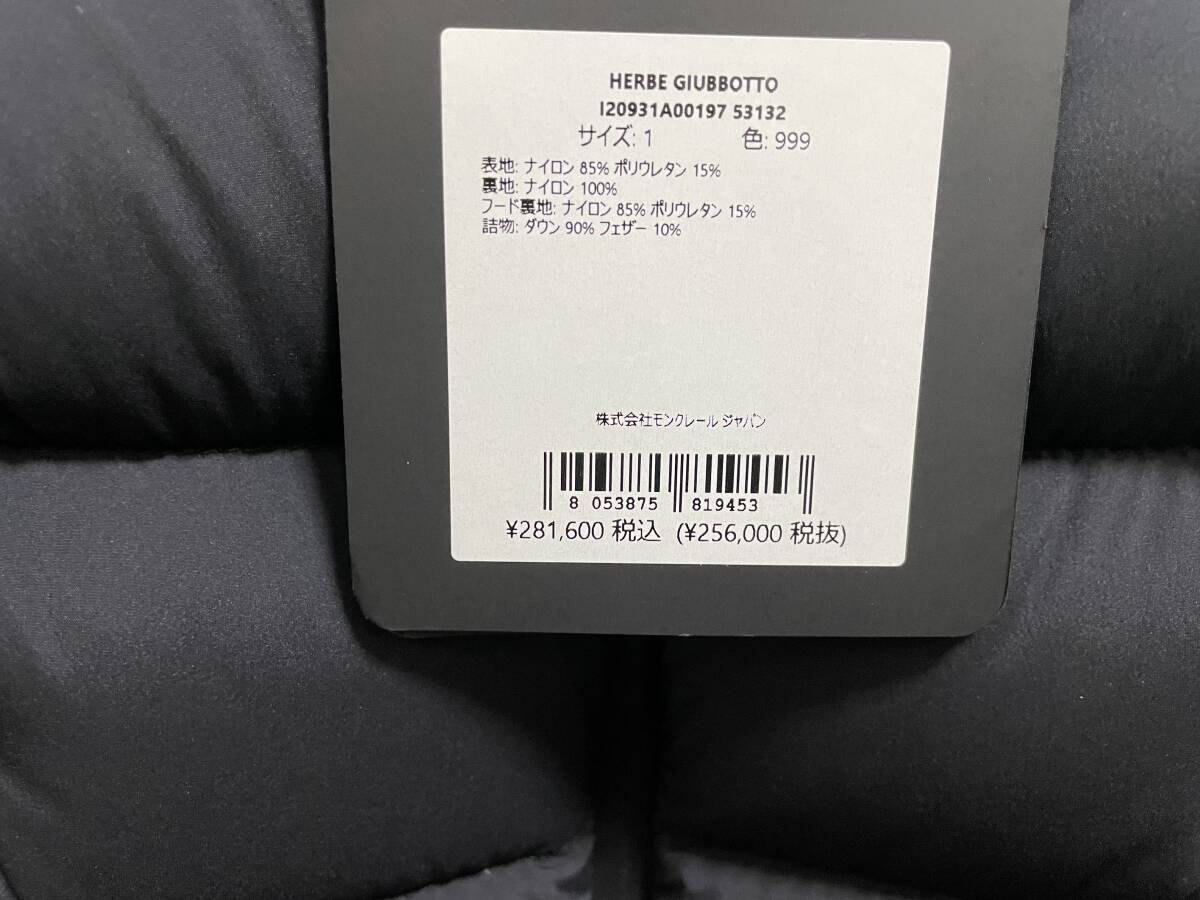 HERBE GIUBBOTTO
I20931A00197 53132
サイズ: 1 色: 999
表地: ナイロン 85% ポリウレタン 15%
裏地: ナイロン 100%
フード裏地: ナイロン 85% ポリウレタン 15%
詰物: ダウン 90% フェザー 10%
株式会社モンクレール ジャパン
8 053875 819453
¥281,600 税込 (¥256,000 税抜)